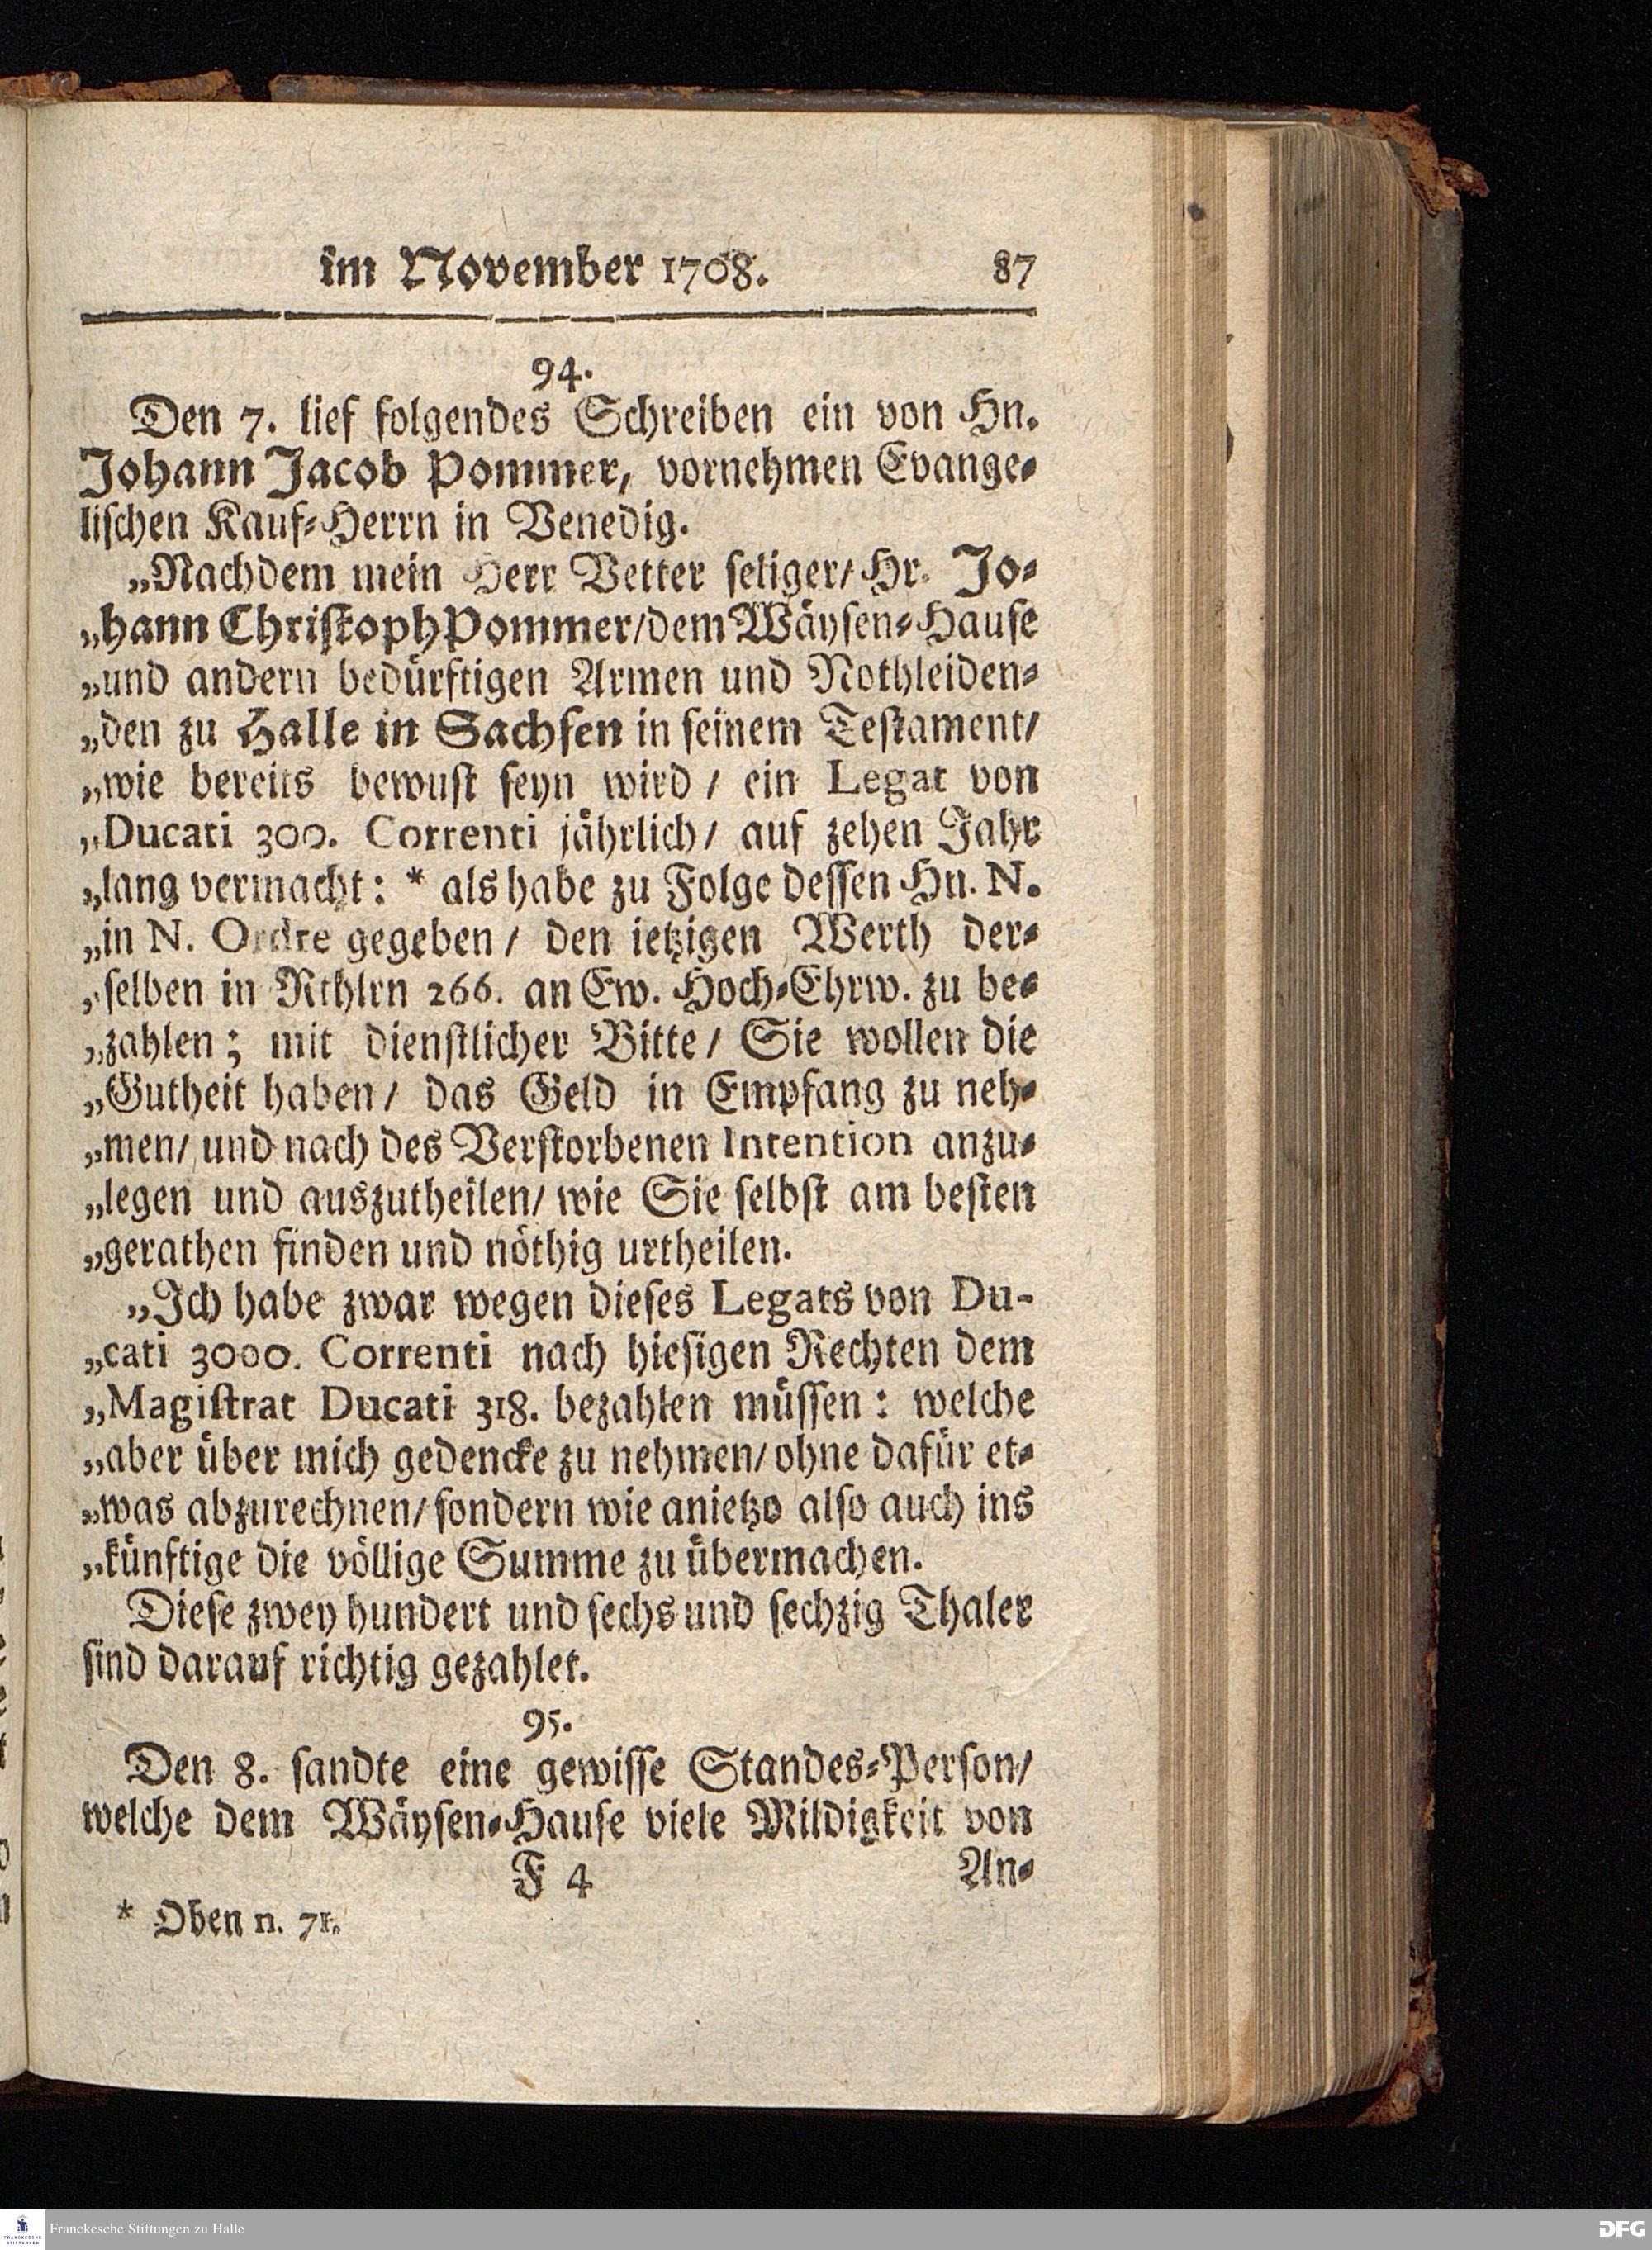 im November 1708. 87
94.
Den 7. lief folgendes Schreiben ein von Hn.
Johann Jacob Pommer, vornehmen Evange-
lischen Kauf-Herrn in Venedig.
„Nachdem mein Herr Vetter seliger/ Hr. Jo-
„hann Christoph Pommer/ dem Wäysen-Hause
„und andern bedürftigen Armen und Nothleiden-
„den zu Halle in Sachsen in seinem Testament/
„wie bereits bewust seyn wird / ein Legat von
„Ducati 300. Correnti jährlich/ auf zehen Jahr
„lang vermacht: * als habe zu Folge dessen Hn. N.
„in N. Ordre gegeben / den ietzigen Werth der-
„selben in Rthlrn 266. an Ew. Hoch-Ehrw. zu be-
„zahlen; mit dienstlicher Bitte / Sie wollen die
„Gutheit haben / das Geld in Empfang zu neh-
„men/ und nach des Verstorbenen Intention anzu-
„legen und auszutheilen/ wie Sie selbst am besten
„gerathen finden und nöthig urtheilen.
„Ich habe zwar wegen dieses Legats von Du-
„cati 3000. Correnti nach hiesigen Rechten dem
„Magistrat Ducati 318. bezahlen müssen: welche
„aber über mich gedencke zu nehmen/ ohne dafür et-
„was abzurechnen/ sondern wie anietzo also auch ins
„künftige die völlige Summe zu übermachen.
Diese zwey hundert und sechs und sechzig Thaler
sind darauf richtig gezahlet.
95.
Den 8. sandte eine gewisse Standes-Person/
welche dem Wäysen-Hause viele Mildigkeit von
F 4 An-
* Oben n. 71.
Franckesche Stiftungen zu Halle
DFG